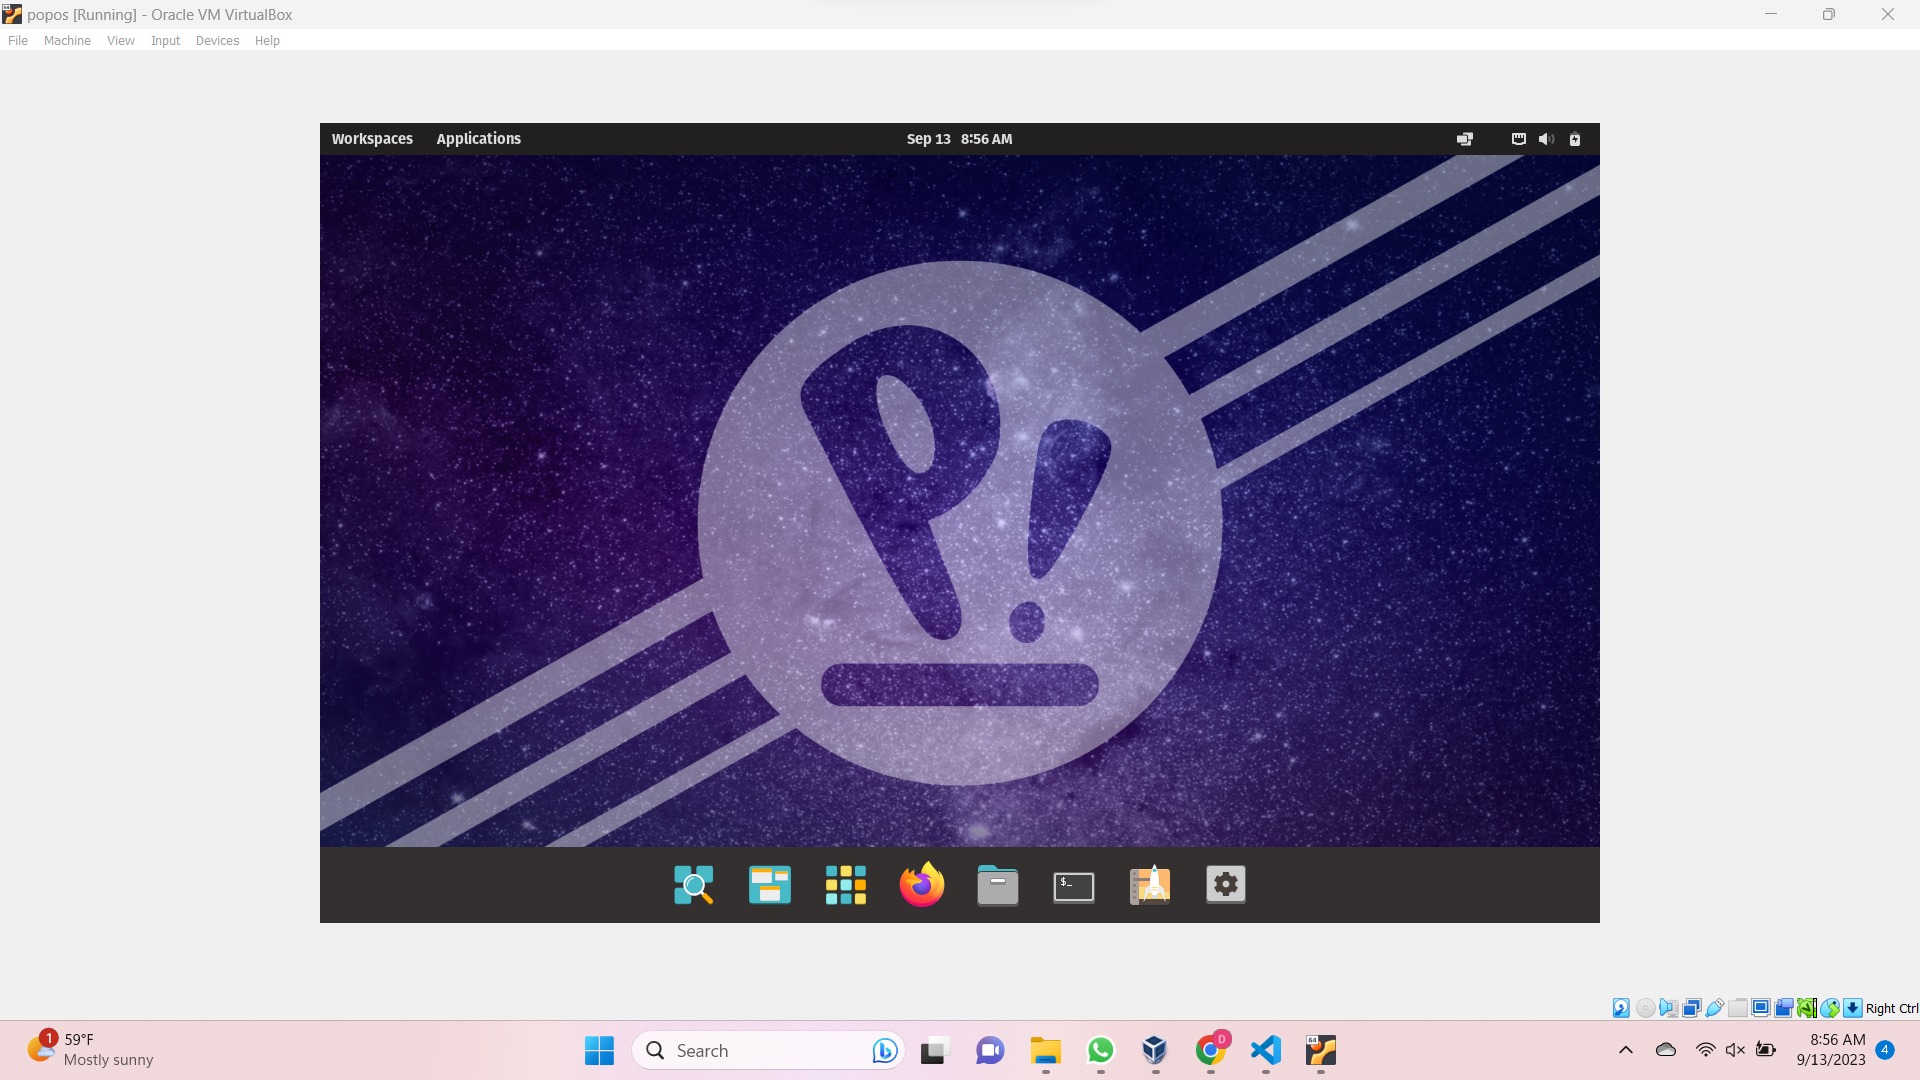 popos [Running] - Oracle VM VirtualBox
File Machine View Input Devices Help
Workspaces Applications Sep 13 8:56 AM
P!
$_
Right Ctrl
1 59°F
Mostly sunny
Search
D
64
8:56 AM
9/13/2023
4